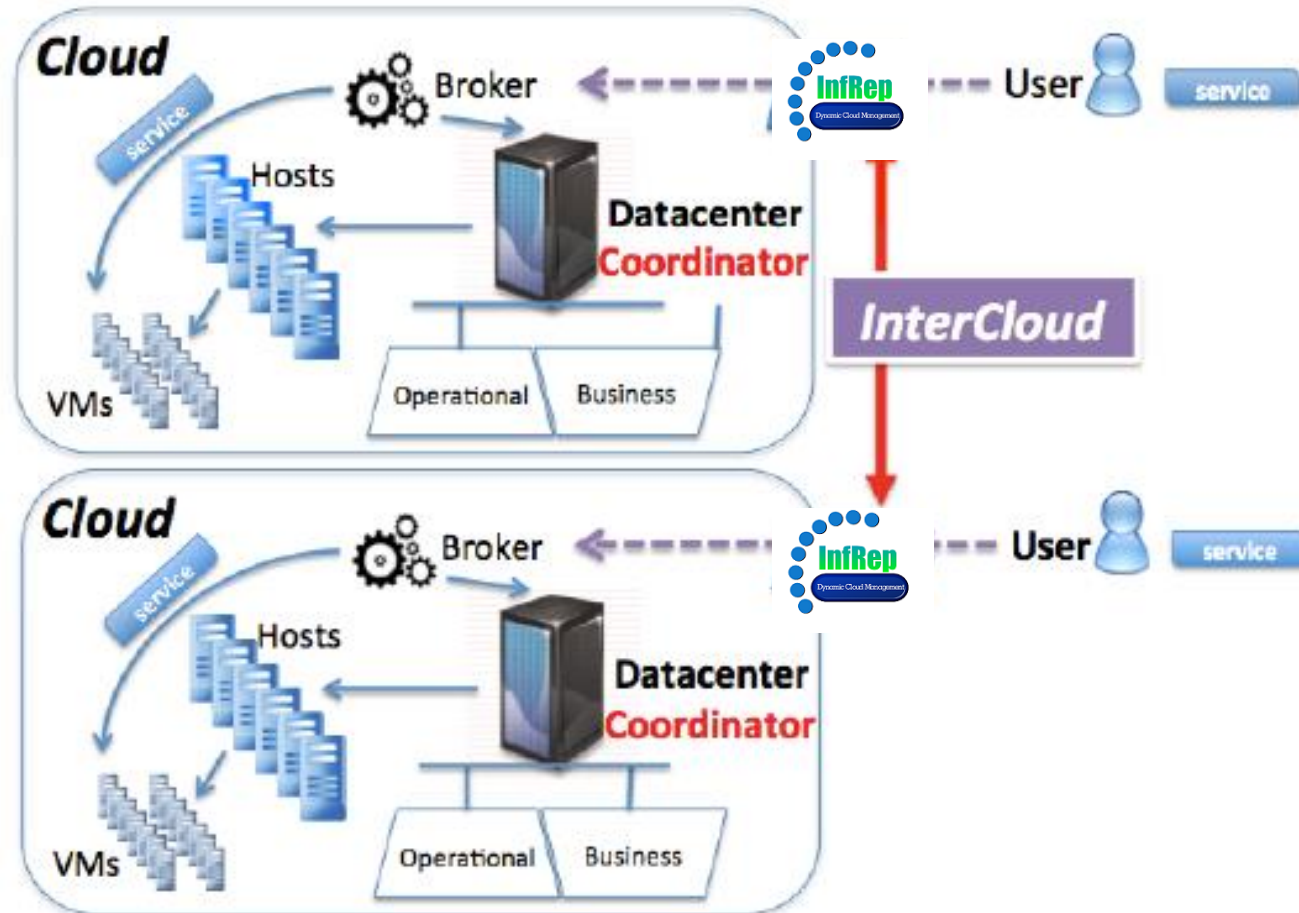 Cloud
Broker
InfRep
Dynamic Cloud Management
User
service
service
Hosts
Datacenter
Coordinator
InterCloud
VMs
Operational
Business
Cloud
Broker
InfRep
Dynamic Cloud Management
User
service
service
Hosts
Datacenter
Coordinator
VMs
Operational
Business